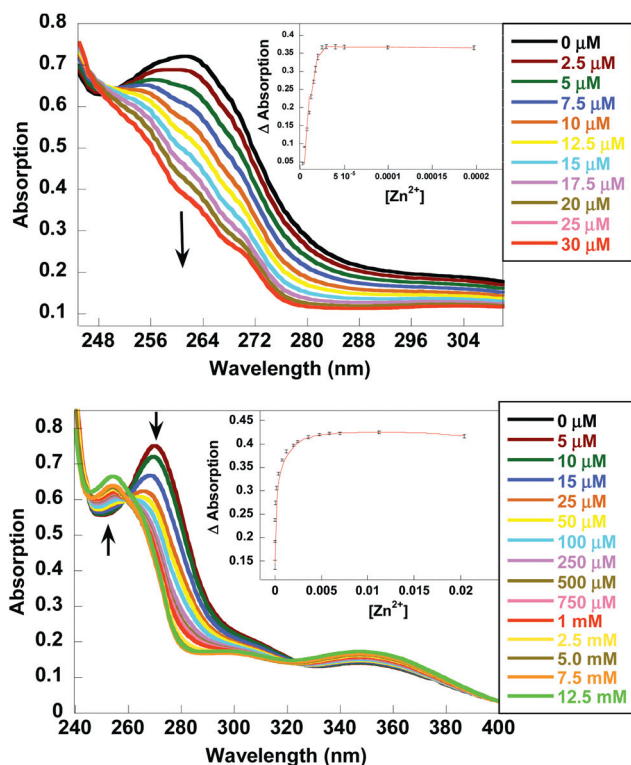 0.8
0.7
0.6
0.5
0.4
0.3
0.2
0.1
Absorption
248 256 264 272 280 288 296 304
Wavelength (nm)
0.45
0.4
0.35
0.3
0.25
0.2
0.15
0.1
0.05
Δ Absorption
0 5 10⁻⁵ 0.0001 0.00015 0.0002
[Zn²⁺]
0 μM
2.5 μM
5 μM
7.5 μM
10 μM
12.5 μM
15 μM
17.5 μM
20 μM
25 μM
30 μM
0.8
0.7
0.6
0.5
0.4
0.3
0.2
0.1
0
Absorption
240 260 280 300 320 340 360 380 400
Wavelength (nm)
0.45
0.4
0.35
0.3
0.25
0.2
0.15
Δ Absorption
0 0.005 0.01 0.015 0.02
[Zn²⁺]
0 μM
5 μM
10 μM
15 μM
25 μM
50 μM
100 μM
250 μM
500 μM
750 μM
1 mM
2.5 mM
5.0 mM
7.5 mM
12.5 mM